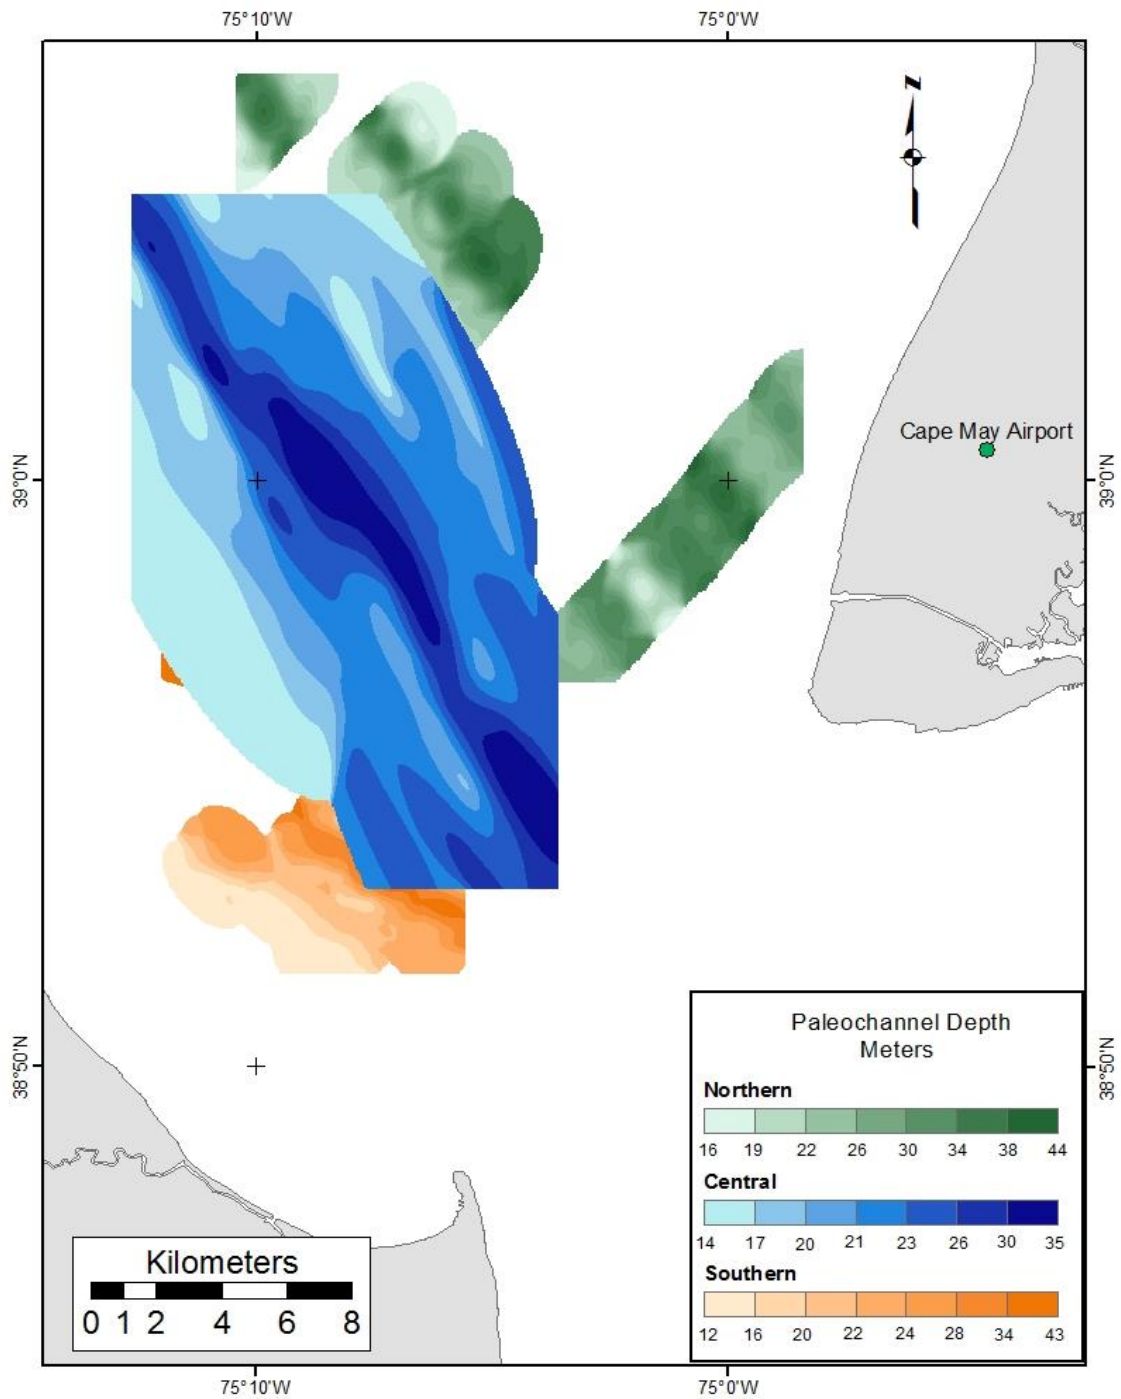 75°10'W 75°0'W
N
Cape May Airport
39°0'N 39°0'N
38°50'N 38°50'N
Paleochannel Depth
Meters
Northern
16 19 22 26 30 34 38 44
Central
14 17 20 21 23 26 30 35
Southern
12 16 20 22 24 28 34 43
Kilometers
0 1 2 4 6 8
75°10'W 75°0'W